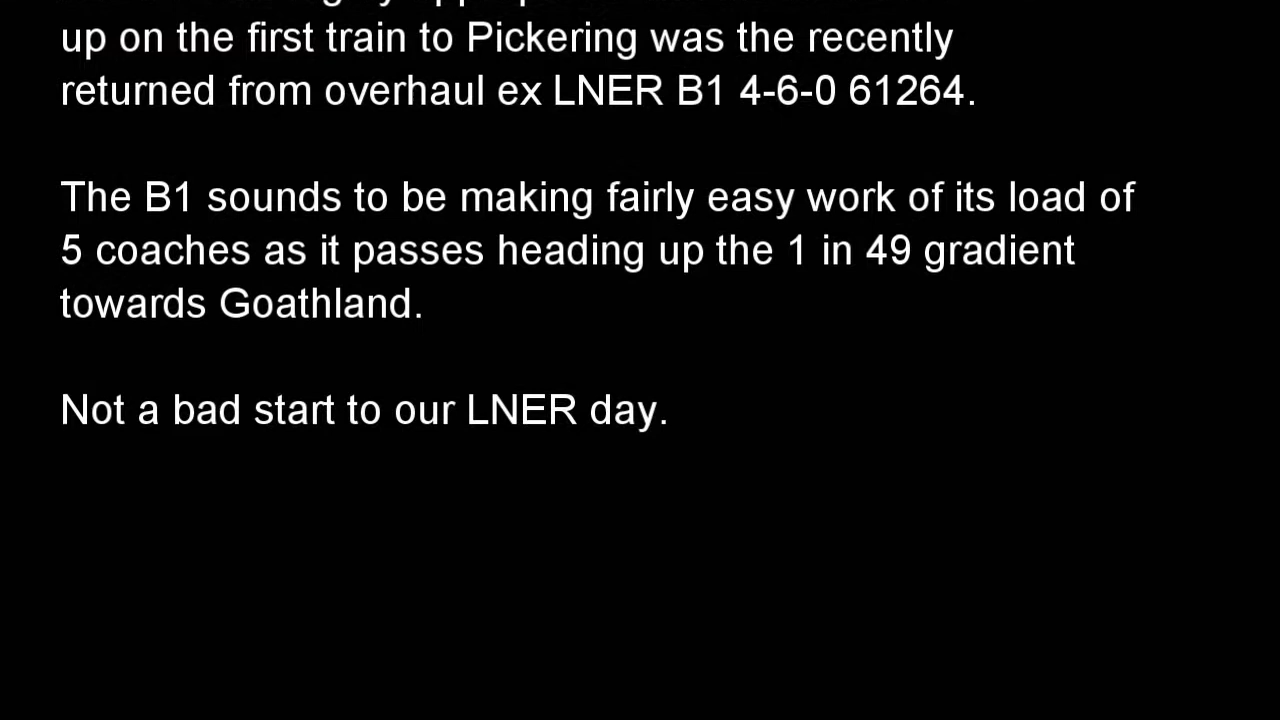 up on the first train to Pickering was the recently
returned from overhaul ex LNER B1 4-6-0 61264.
The B1 sounds to be making fairly easy work of its load of
5 coaches as it passes heading up the 1 in 49 gradient
towards Goathland.
Not a bad start to our LNER day.